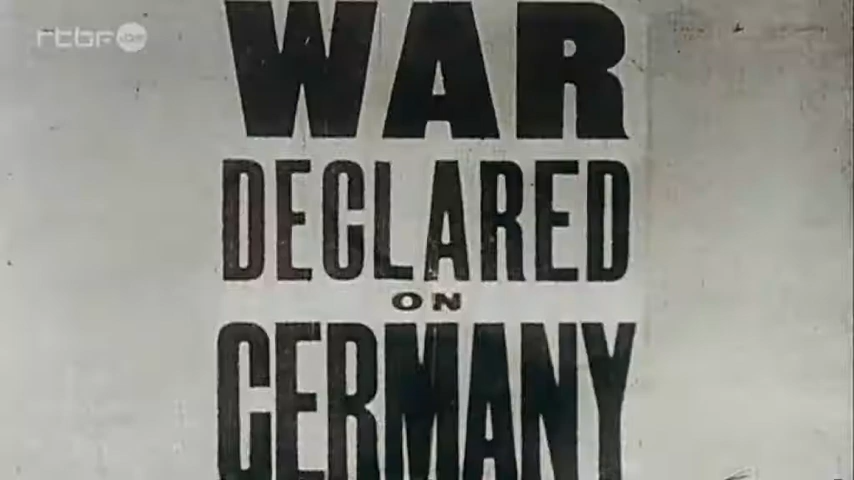 rtbf.be
WAR
DECLARED
ON
GERMANY